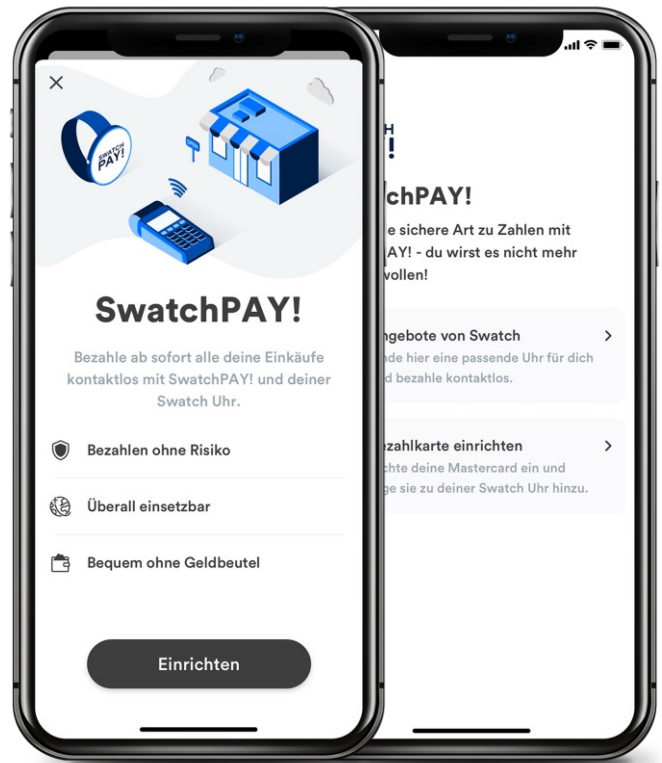 SWATCH
PAY!
OPEN
SwatchPAY!
Bezahle ab sofort alle deine Einkäufe
kontaktlos mit SwatchPAY! und deiner
Swatch Uhr.
Bezahlen ohne Risiko
Überall einsetzbar
Bequem ohne Geldbeutel
Einrichten
H
!
chPAY!
e sichere Art zu Zahlen mit
AY! - du wirst es nicht mehr
wollen!
ngebote von Swatch
nde hier eine passende Uhr für dich
d bezahle kontaktlos.
ezahlkarte einrichten
chte deine Mastercard ein und
ge sie zu deiner Swatch Uhr hinzu.